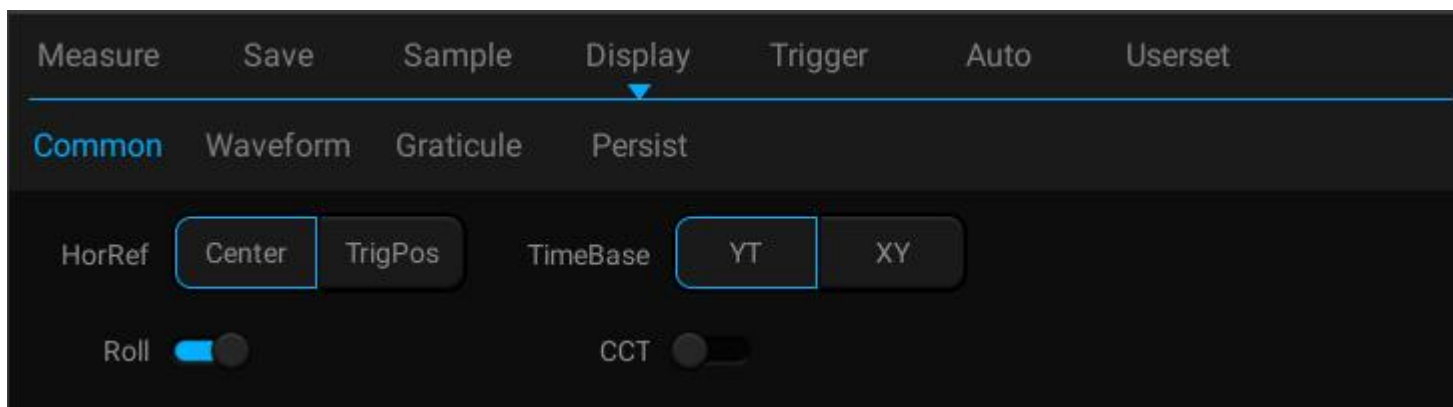 Measure Save Sample Display Trigger Auto Userset
Common Waveform Graticule Persist
HorRef Center TrigPos TimeBase YT XY
Roll CCT